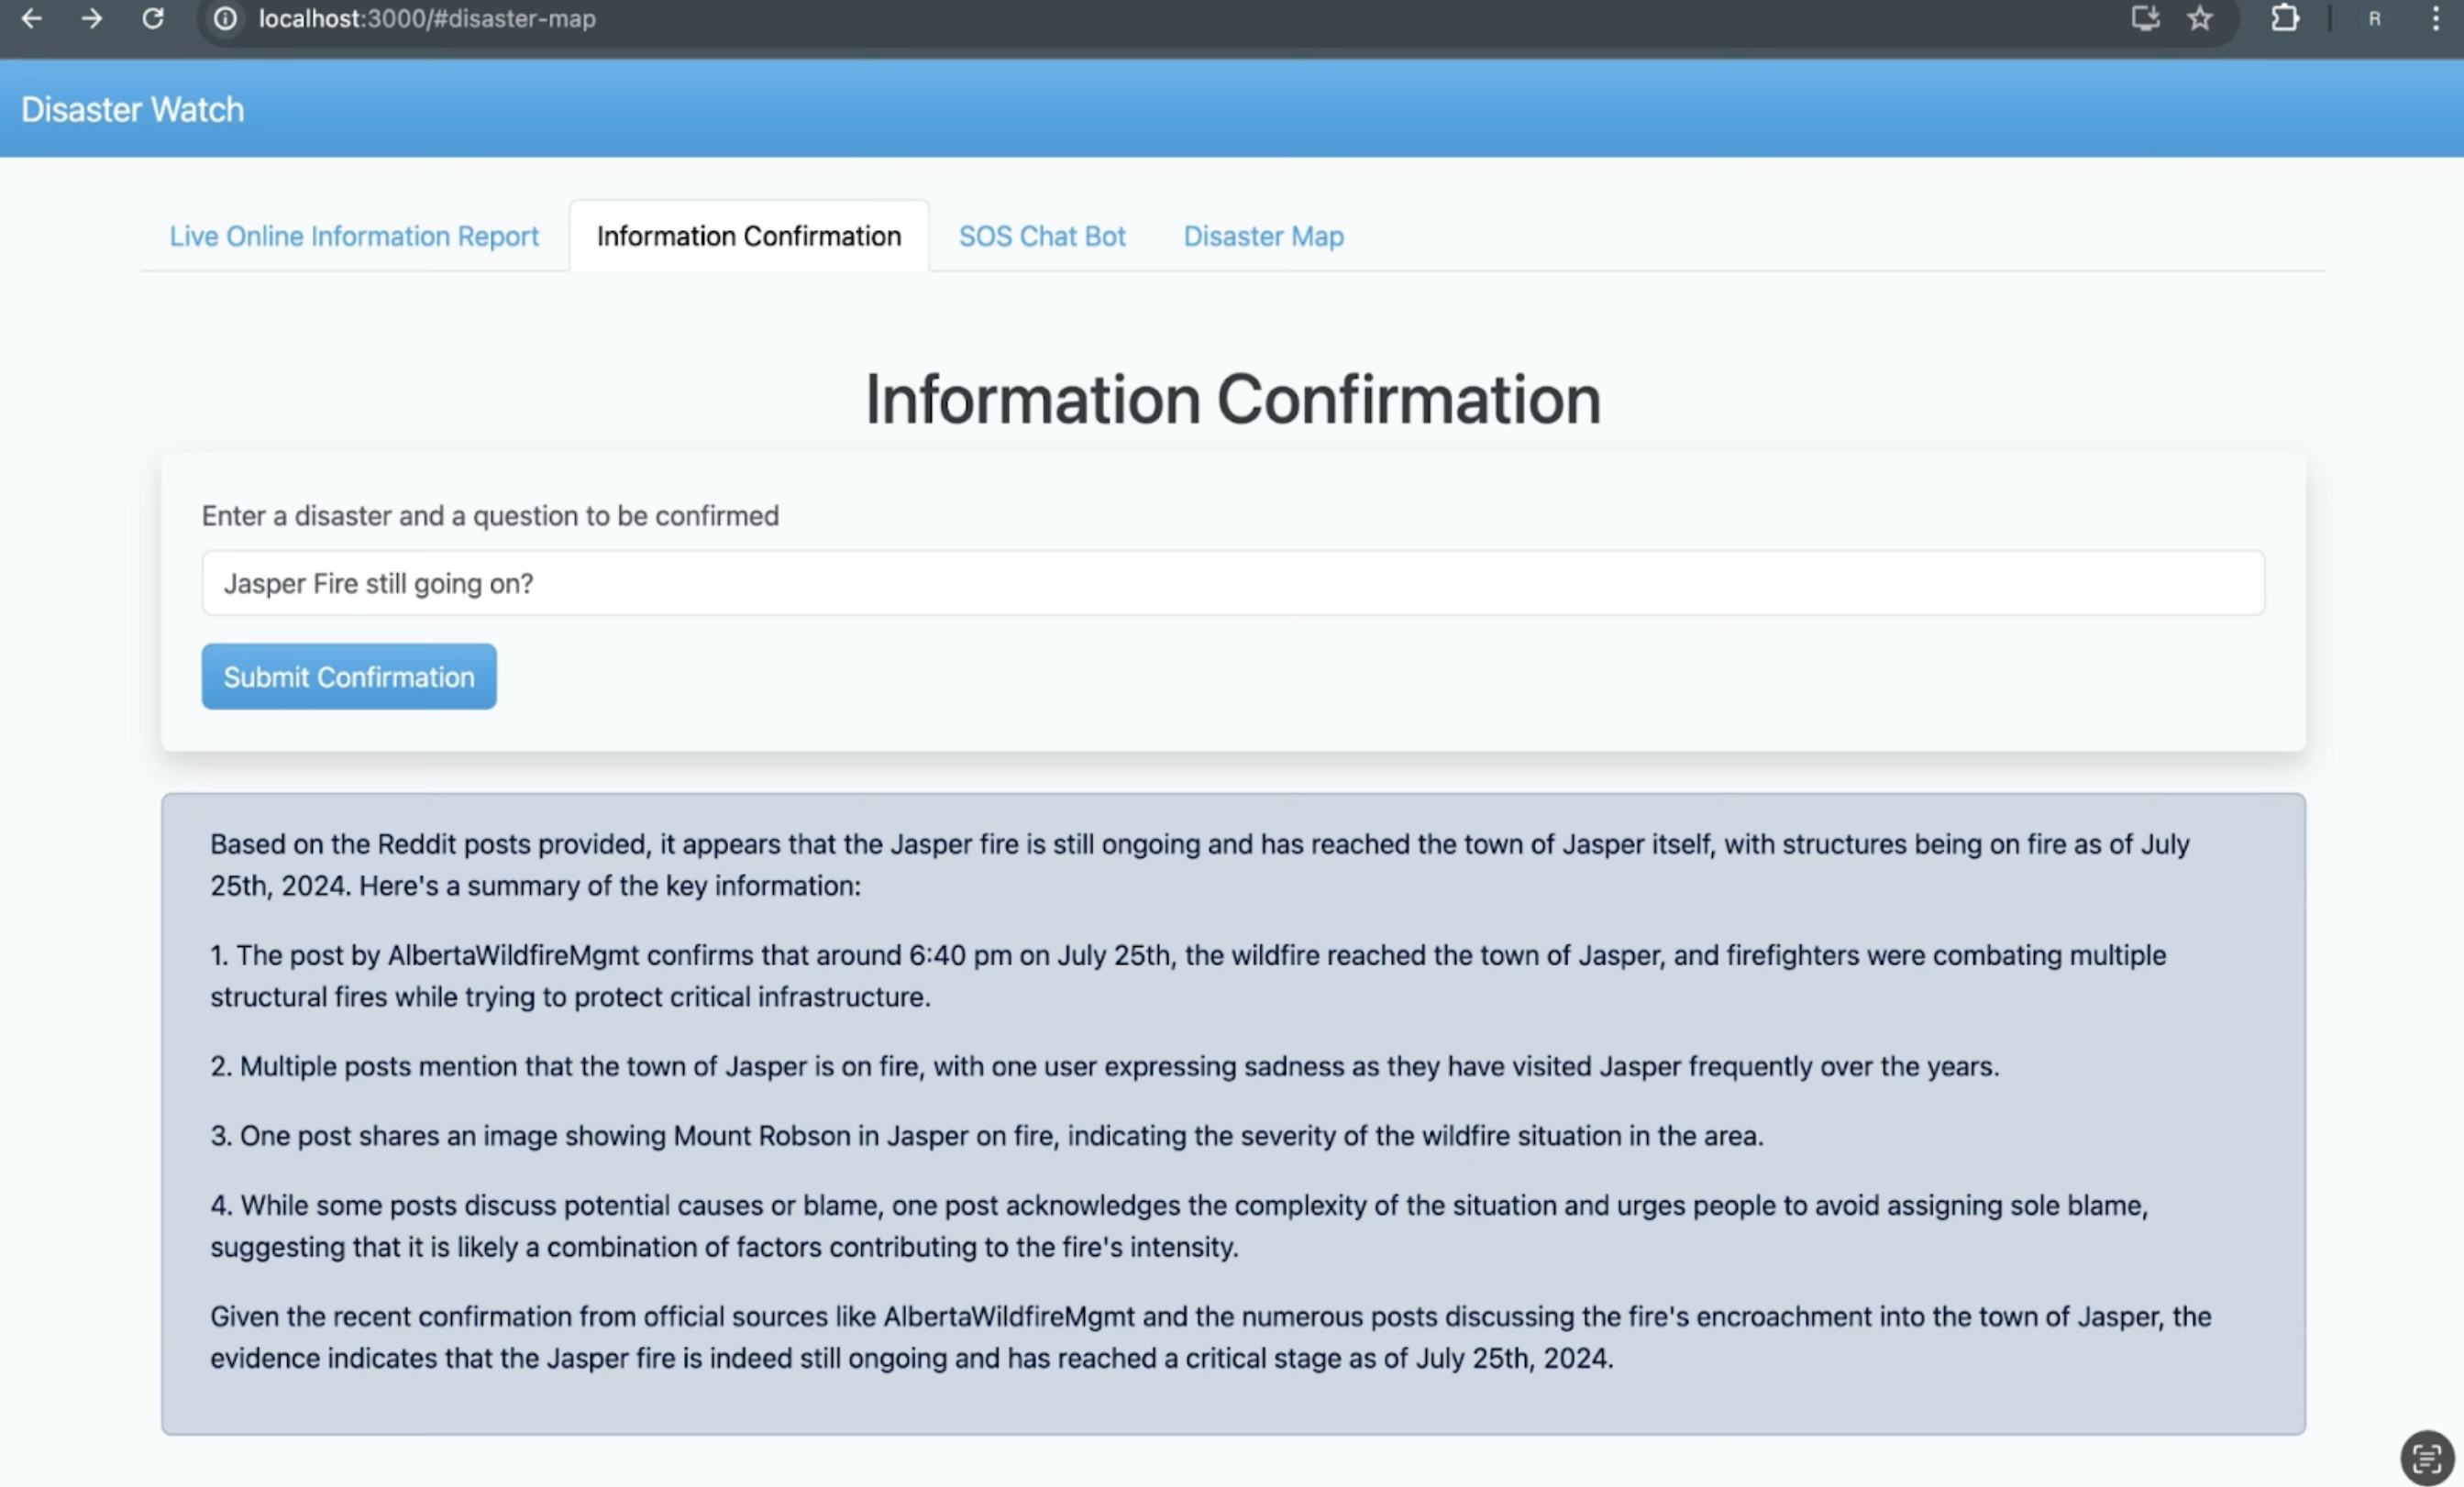 localhost:3000/#disaster-map
R
Disaster Watch
Live Online Information Report
Information Confirmation
SOS Chat Bot
Disaster Map
Information Confirmation
Enter a disaster and a question to be confirmed
Jasper Fire still going on?
Submit Confirmation
Based on the Reddit posts provided, it appears that the Jasper fire is still ongoing and has reached the town of Jasper itself, with structures being on fire as of July
25th, 2024. Here's a summary of the key information:
1. The post by AlbertaWildfireMgmt confirms that around 6:40 pm on July 25th, the wildfire reached the town of Jasper, and firefighters were combating multiple
structural fires while trying to protect critical infrastructure.
2. Multiple posts mention that the town of Jasper is on fire, with one user expressing sadness as they have visited Jasper frequently over the years.
3. One post shares an image showing Mount Robson in Jasper on fire, indicating the severity of the wildfire situation in the area.
4. While some posts discuss potential causes or blame, one post acknowledges the complexity of the situation and urges people to avoid assigning sole blame,
suggesting that it is likely a combination of factors contributing to the fire's intensity.
Given the recent confirmation from official sources like AlbertaWildfireMgmt and the numerous posts discussing the fire's encroachment into the town of Jasper, the
evidence indicates that the Jasper fire is indeed still ongoing and has reached a critical stage as of July 25th, 2024.